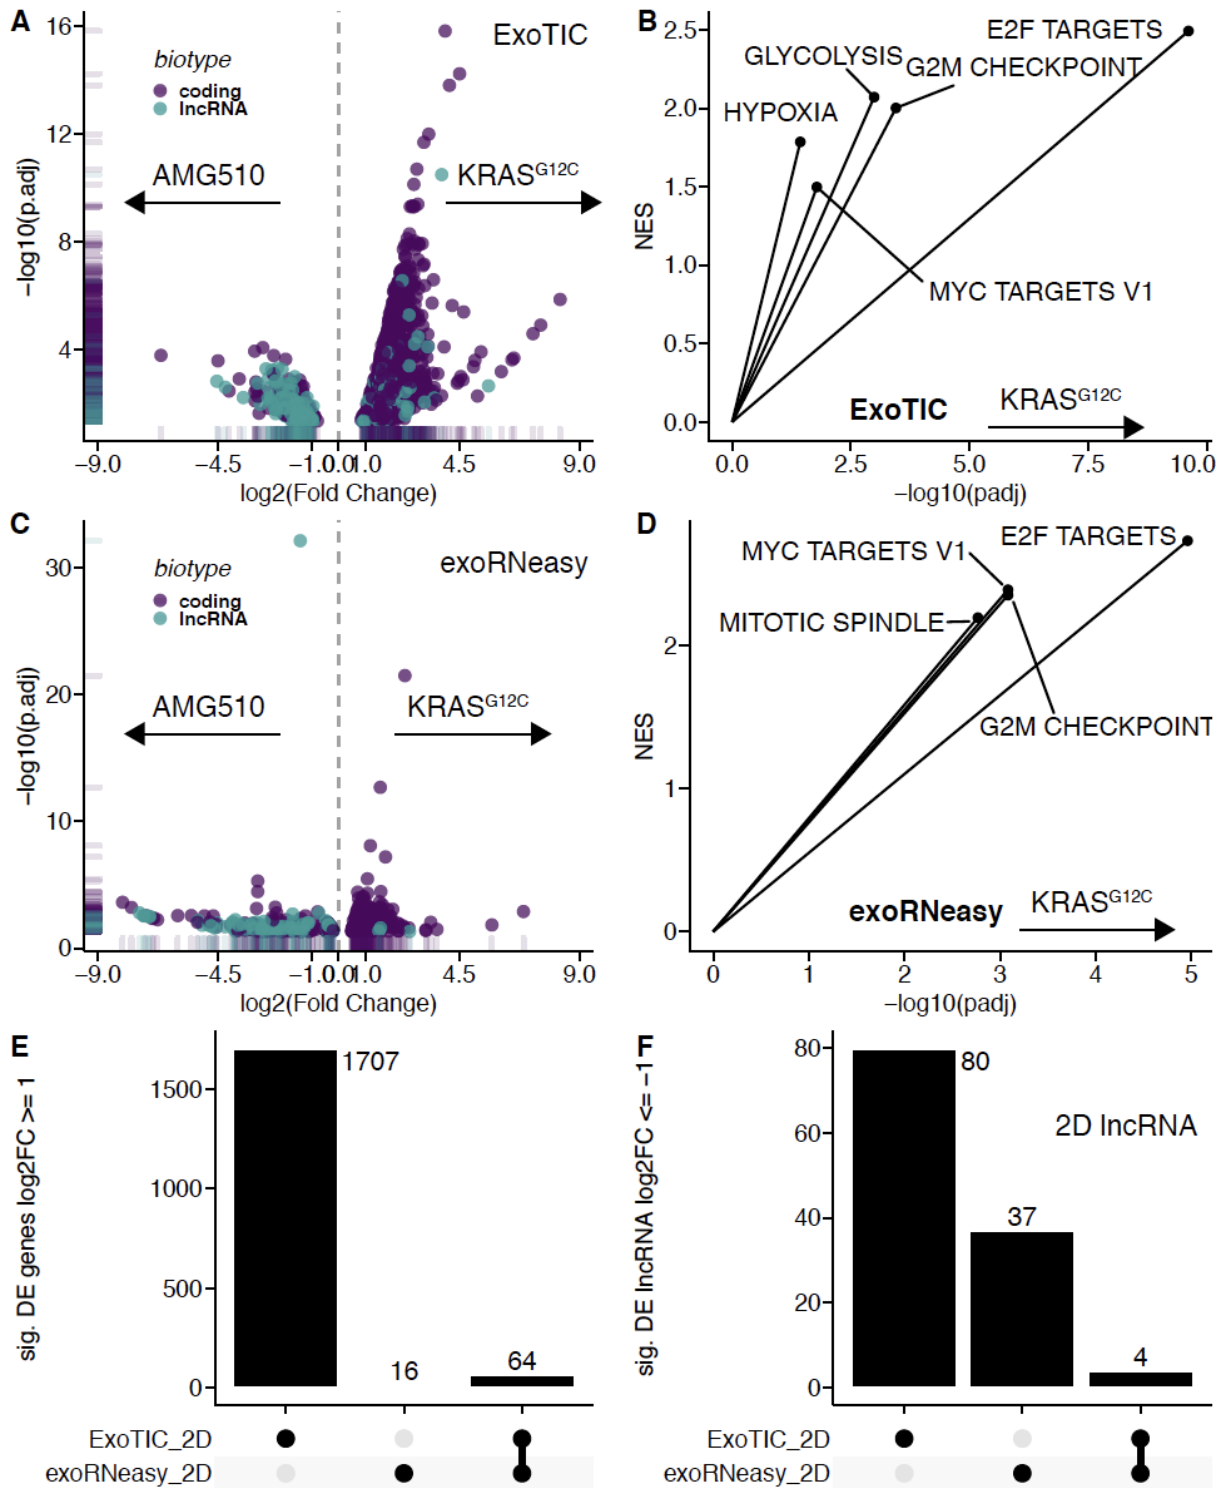 A
ExoTIC
biotype
coding
lncRNA
AMG510
KRASG12C
−log10(p.adj)
16
12
8
4
−9.0
−4.5
−1.0
0.0
1.0
4.5
9.0
log2(Fold Change)
B
E2F TARGETS
GLYCOLYSIS
G2M CHECKPOINT
HYPOXIA
MYC TARGETS V1
ExoTIC
KRASG12C
NES
2.5
2.0
1.5
1.0
0.5
0.0
0.0
2.5
5.0
7.5
10.0
−log10(padj)
C
exoRNeasy
biotype
coding
lncRNA
AMG510
KRASG12C
−log10(p.adj)
30
20
10
0
−9.0
−4.5
−1.0
0.0
1.0
4.5
9.0
log2(Fold Change)
D
E2F TARGETS
MYC TARGETS V1
MITOTIC SPINDLE
G2M CHECKPOINT
exoRNeasy
KRASG12C
NES
2
1
0
0
1
2
3
4
5
−log10(padj)
E
sig. DE genes log2FC >= 1
1500
1000
500
0
1707
16
64
ExoTIC_2D
exoRNeasy_2D
F
sig. DE lncRNA log2FC <= −1
80
60
40
20
0
80
2D lncRNA
37
4
ExoTIC_2D
exoRNeasy_2D